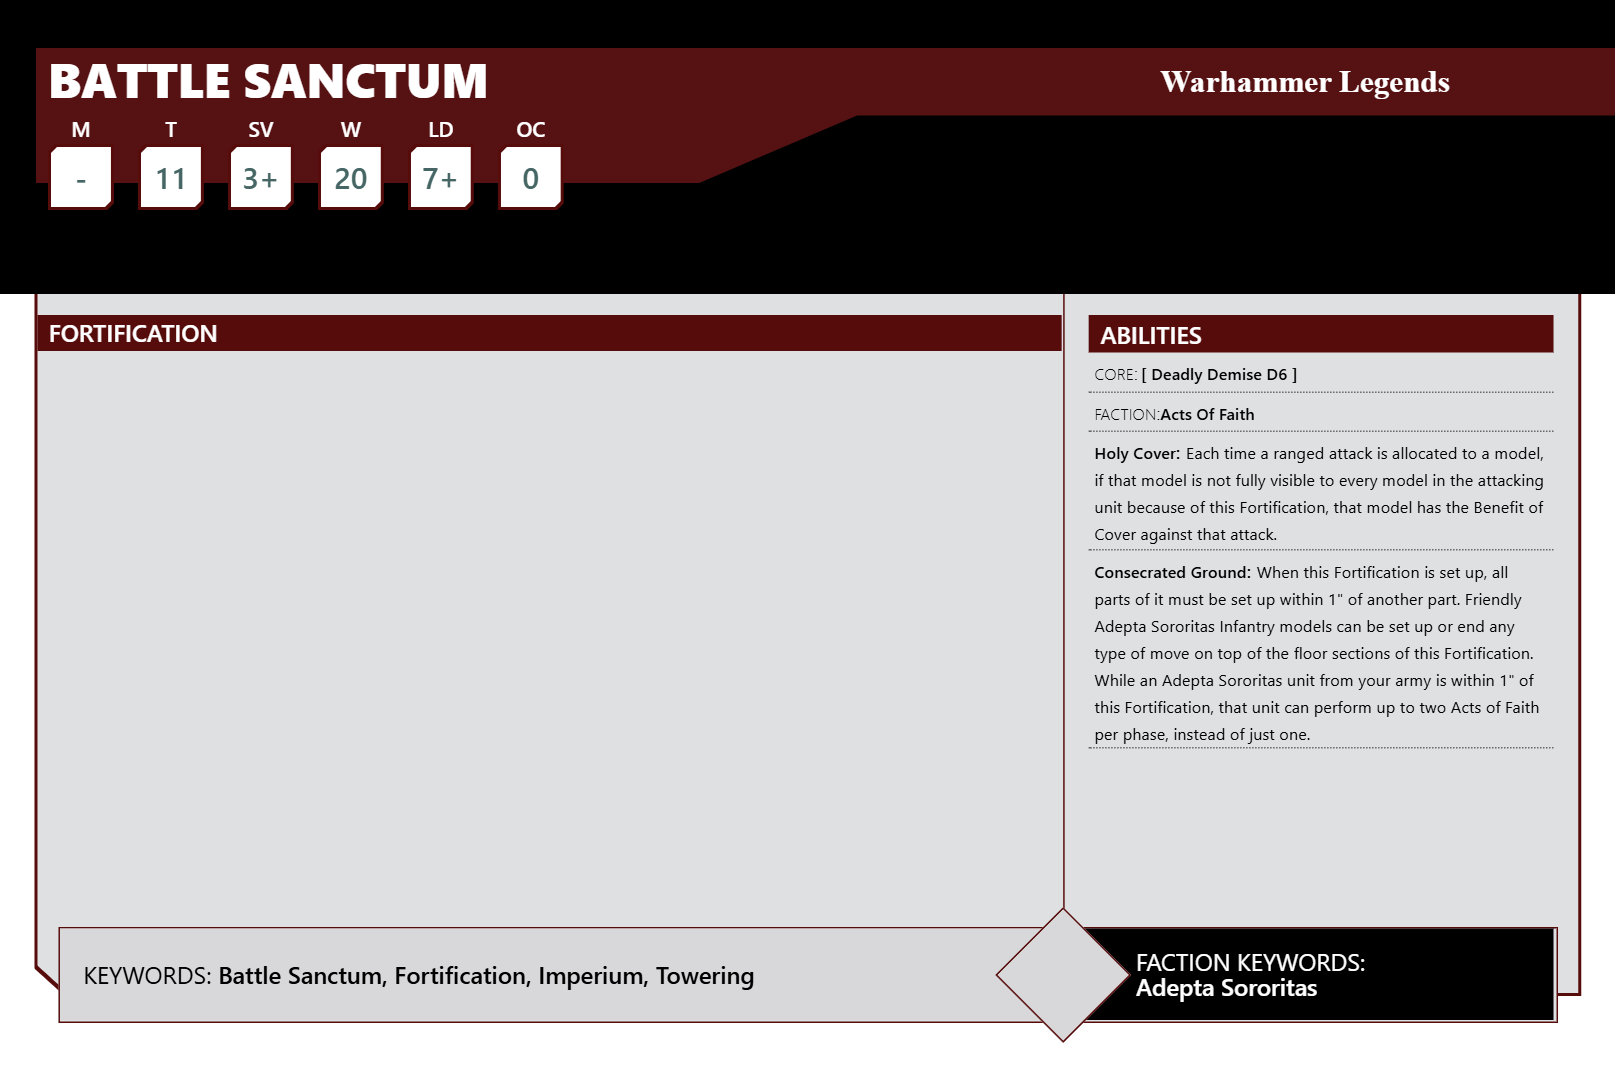 BATTLE SANCTUM
Warhammer Legends
M T SV W LD OC
- 11 3+ 20 7+ 0
FORTIFICATION
ABILITIES
CORE: [ Deadly Demise D6 ]
FACTION:Acts Of Faith
Holy Cover: Each time a ranged attack is allocated to a model,
if that model is not fully visible to every model in the attacking
unit because of this Fortification, that model has the Benefit of
Cover against that attack.
Consecrated Ground: When this Fortification is set up, all
parts of it must be set up within 1" of another part. Friendly
Adepta Sororitas Infantry models can be set up or end any
type of move on top of the floor sections of this Fortification.
While an Adepta Sororitas unit from your army is within 1" of
this Fortification, that unit can perform up to two Acts of Faith
per phase, instead of just one.
KEYWORDS: Battle Sanctum, Fortification, Imperium, Towering
FACTION KEYWORDS:
Adepta Sororitas